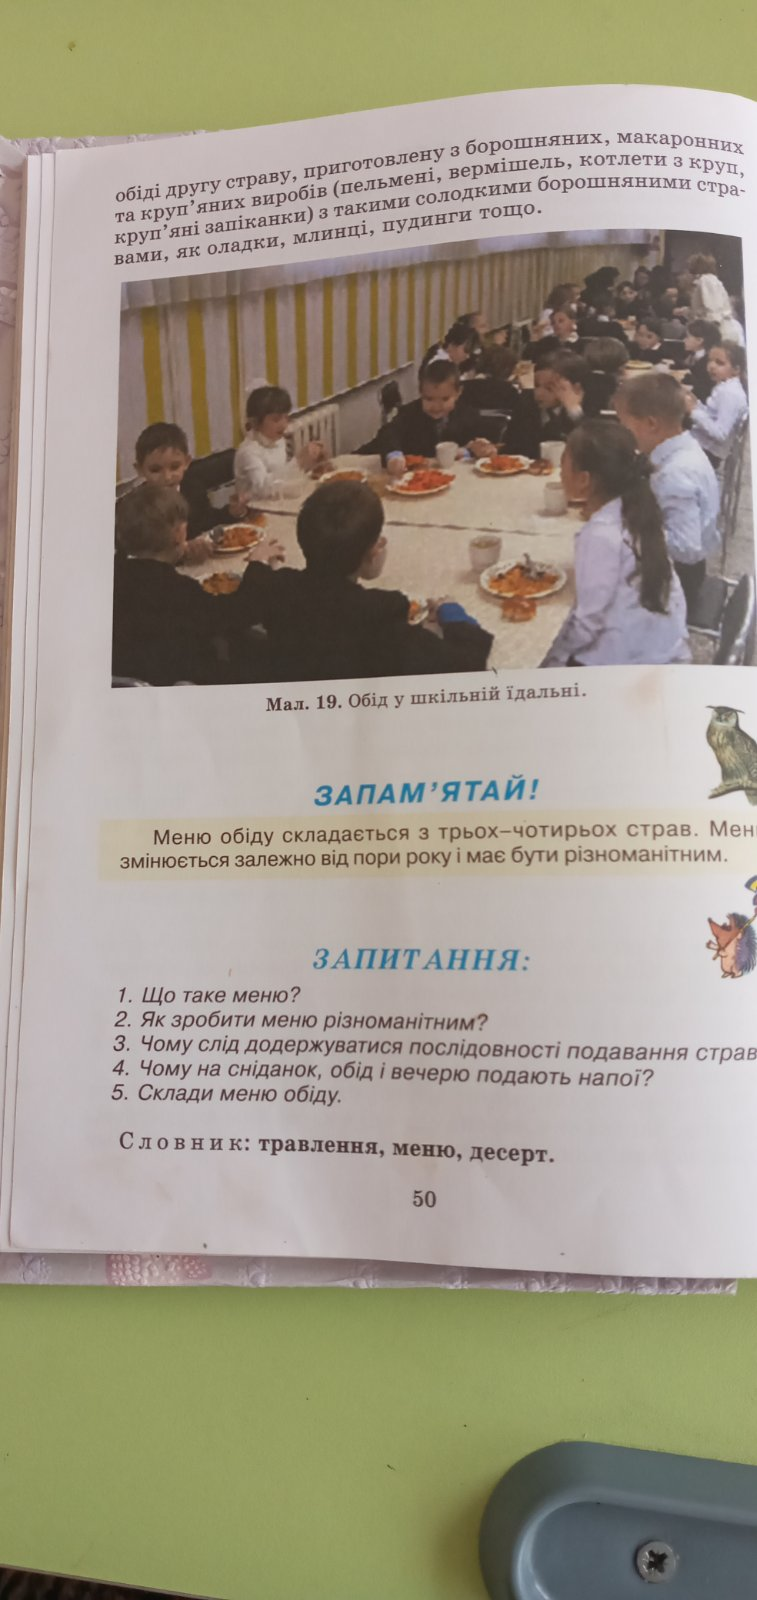 обіді другу страву, приготовлену з борошняних, макаронних
та круп’яних виробів (пельмені, вермішель, котлети з круп,
круп’яні запіканки) з такими солодкими борошняними стра-
вами, як оладки, млинці, пудинги тощо.
Мал. 19. Обід у шкільній їдальні.
ЗАПАМ’ЯТАЙ!
Меню обіду складається з трьох–чотирьох страв. Мен
змінюється залежно від пори року і має бути різноманітним.
ЗАПИТАННЯ:
1. Що таке меню?
2. Як зробити меню різноманітним?
3. Чому слід додержуватися послідовності подавання страв
4. Чому на сніданок, обід і вечерю подають напої?
5. Склади меню обіду.
Словник: травлення, меню, десерт.
50